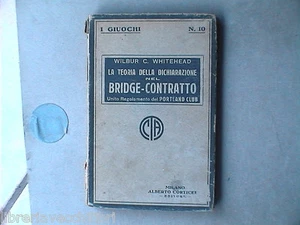 I GIUOCHI N. 10
WILBUR C. WHITEHEAD
LA TEORIA DELLA DICHIARAZIONE
NEL
BRIDGE-CONTRATTO
Unito Regolamento del PORTLAND CLUB
MILANO
ALBERTO CORTICELLI